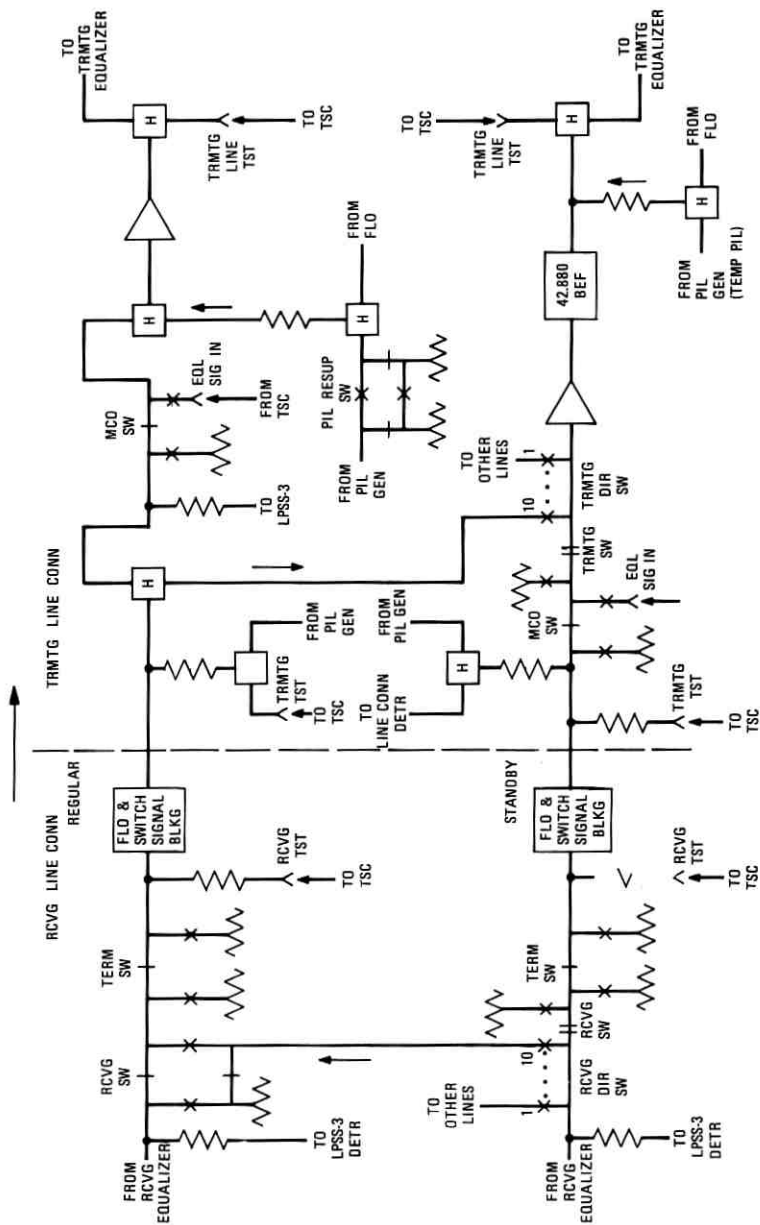 RCVG LINE CONN
TRMTG LINE CONN
REGULAR
FROM
RCVG
EQUALIZER
TO
LPSS-3
DETR
RCVG
SW
TERM
SW
FLO &
SWITCH
SIGNAL
BLKG
RCVG
TST
TO
TSC
H
TO
LPSS-3
MCO
SW
EQL
SIG IN
FROM
TSC
H
H
TO
TRMTG
EQUALIZER
TRMTG
LINE
TST
TO
TSC
FROM
PIL
GEN
TRMTG
TST
TO
TSC
FROM
PIL GEN
PIL RESUP
SW
H
FROM
FLO
STANDBY
FROM
RCVG
EQUALIZER
TO
LPSS-3
DETR
TO
OTHER
LINES
1
10
RCVG
DIR
SW
RCVG
SW
TERM
SW
FLO &
SWITCH
SIGNAL
BLKG
RCVG
TST
TO
TSC
TRMTG
TST
TO
TSC
TO
LINE CONN
DETR
H
FROM
PIL GEN
MCO
SW
EQL
SIG IN
TRMTG
SW
10
1
TRMTG
DIR
SW
TO
OTHER
LINES
42.880
BEF
H
TO
TSC
TRMTG
LINE
TST
TO
TRMTG
EQUALIZER
FROM
PIL
GEN
(TEMP PIL)
H
FROM
FLO